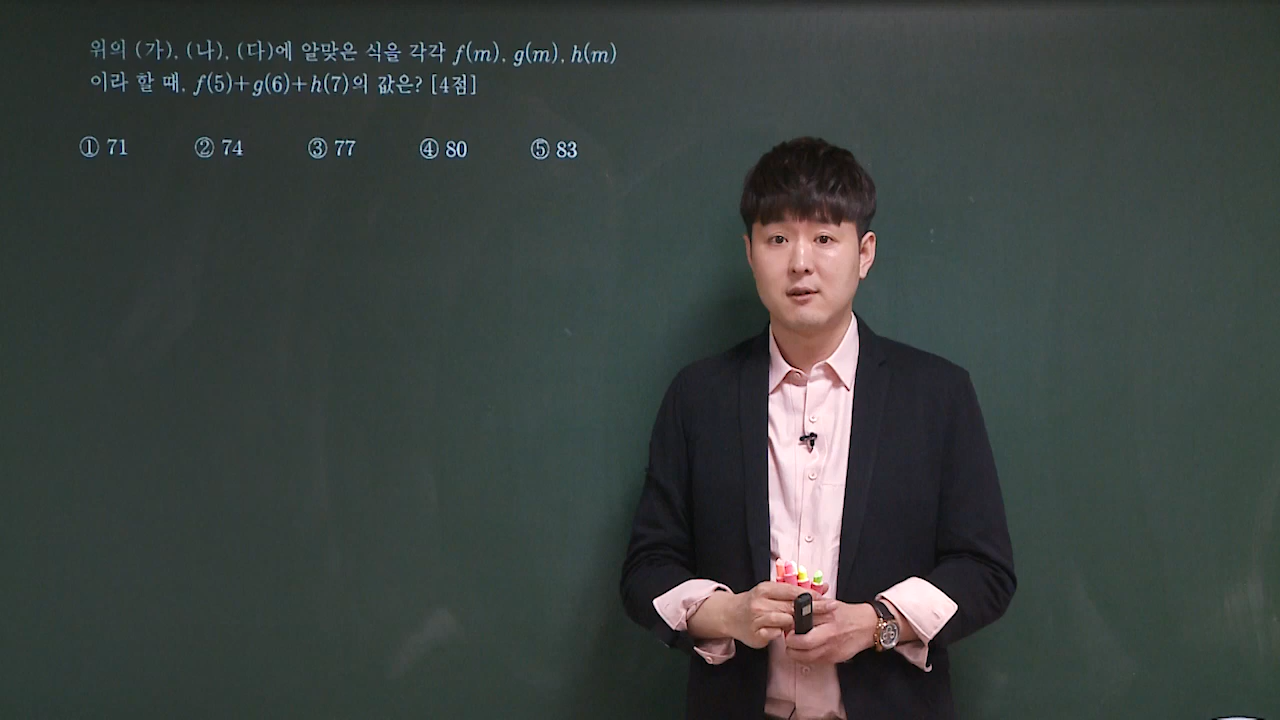 위의 (가), (나), (다)에 알맞은 식을 각각 f(m), g(m), h(m)
이라 할 때, f(5)+g(6)+h(7)의 값은? [4점]
① 71 ② 74 ③ 77 ④ 80 ⑤ 83